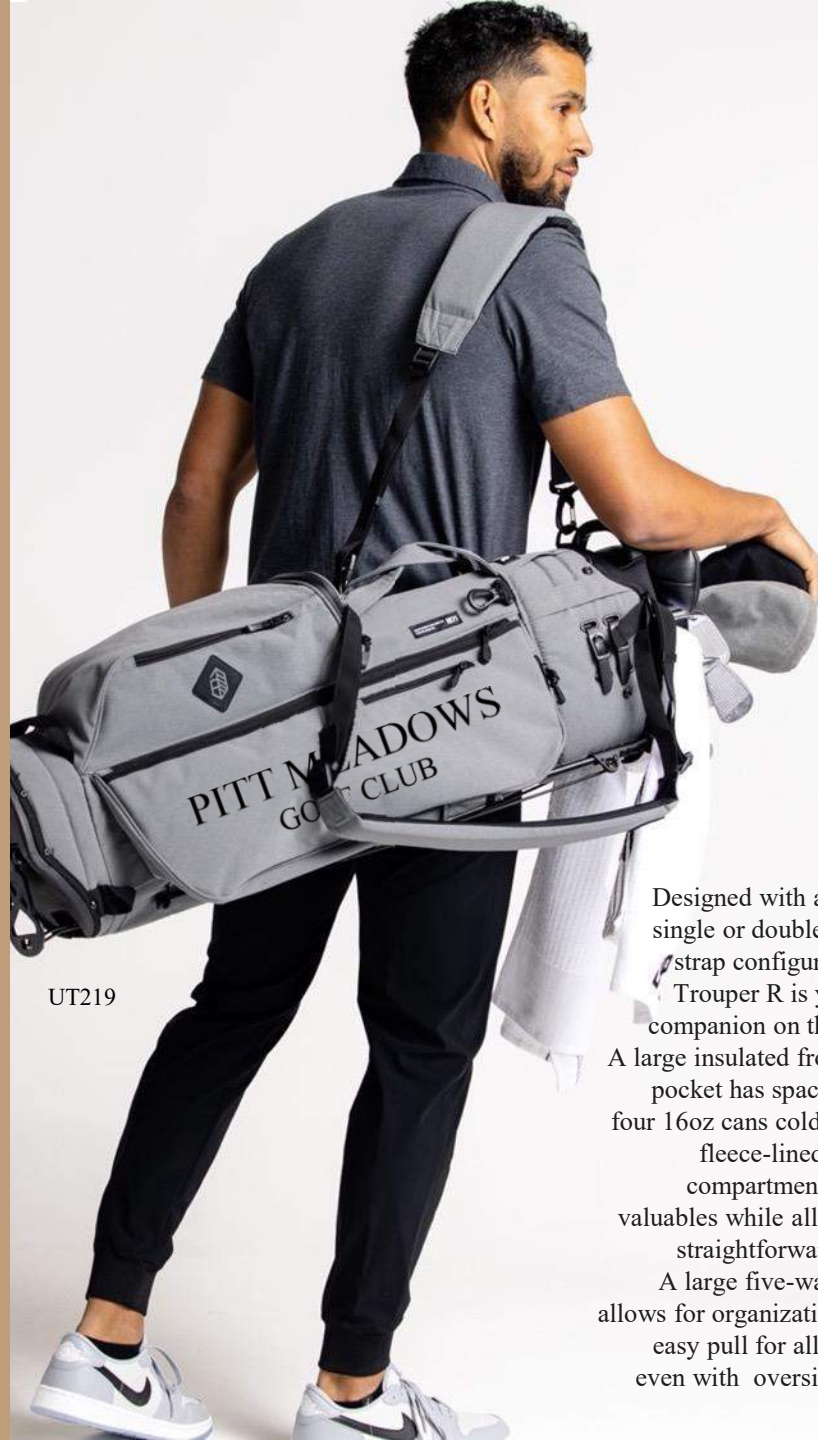 PITT MEADOWS
GOLF CLUB
UT219
Designed with a
single or double
strap configur
Trouper R is y
companion on th
A large insulated fro
pocket has spac
four 16oz cans cold
fleece-lined
compartmen
valuables while all
straightforwa
A large five-wa
allows for organizati
easy pull for all
even with oversi